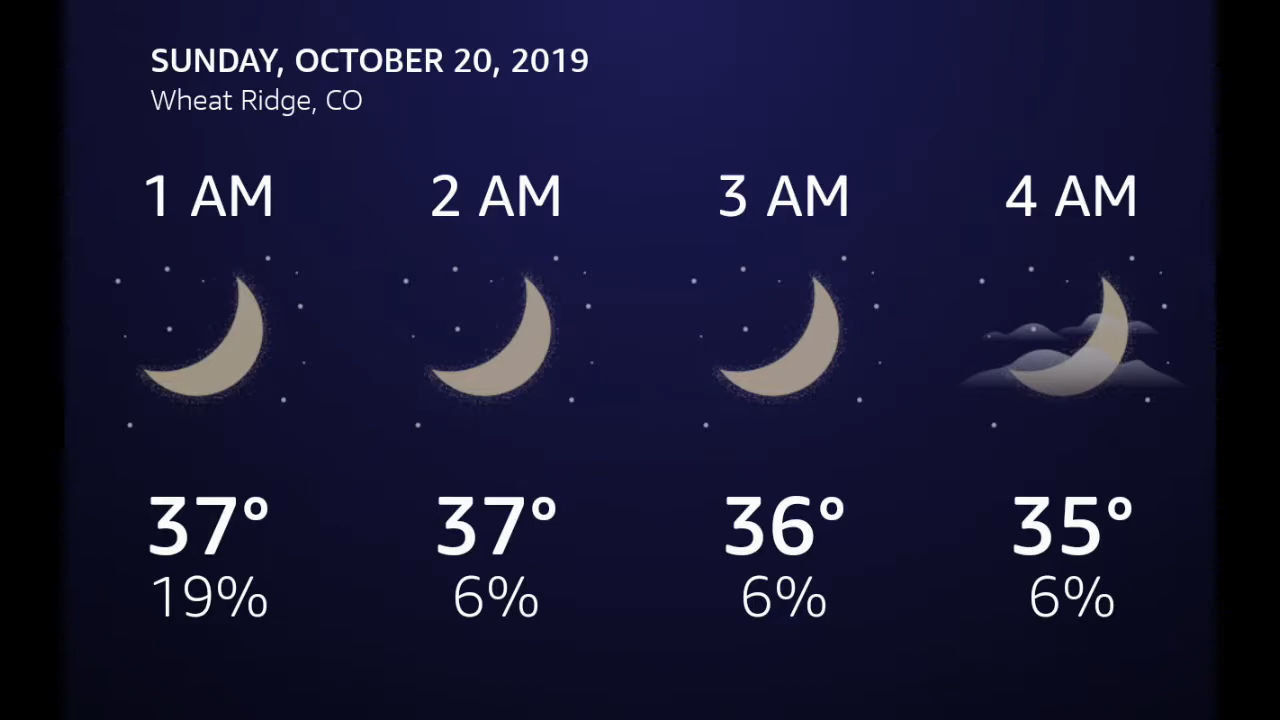 SUNDAY, OCTOBER 20, 2019
Wheat Ridge, CO
1 AM 2 AM 3 AM 4 AM
37° 37° 36° 35°
19% 6% 6% 6%